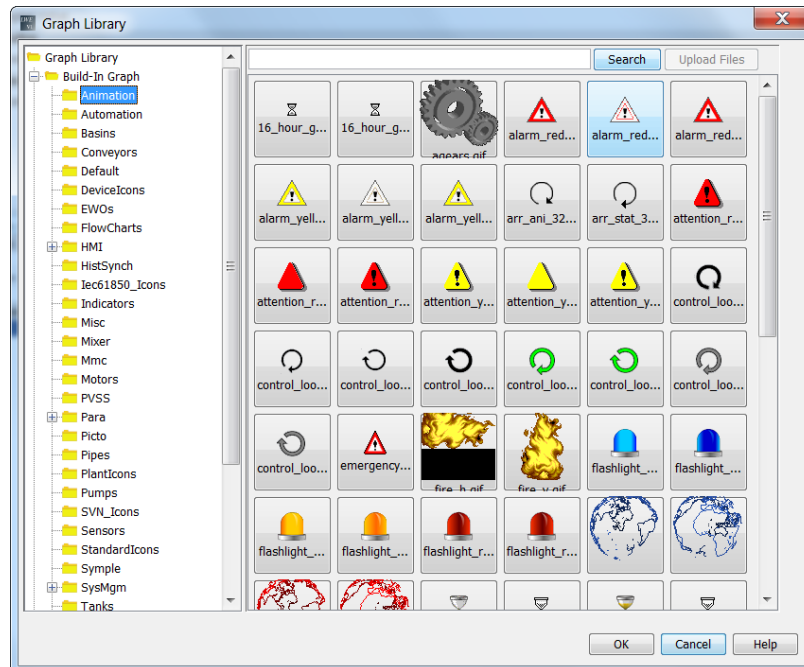 Graph Library
Graph Library
Build-In Graph
Animation
Automation
Basins
Conveyors
Default
DeviceIcons
EWOs
FlowCharts
HMI
HistSynch
Iec61850_Icons
Indicators
Misc
Mixer
Mmc
Motors
PVSS
Para
Picto
Pipes
PlantIcons
Pumps
SVN_Icons
Sensors
StandardIcons
Symple
SysMgm
Tanks
Search Upload Files
16_hour_g... 16_hour_g... agears.gif alarm_red... alarm_red... alarm_red...
alarm_yell... alarm_yell... alarm_yell... arr_ani_32... arr_stat_3... attention_r...
attention_r... attention_r... attention_y... attention_y... attention_y... control_loo...
control_loo... control_loo... control_loo... control_loo... control_loo... control_loo...
control_loo... emergency... fire_h.gif fire_v.gif flashlight_... flashlight_...
flashlight_... flashlight_... flashlight_r... flashlight_r...
OK Cancel Help